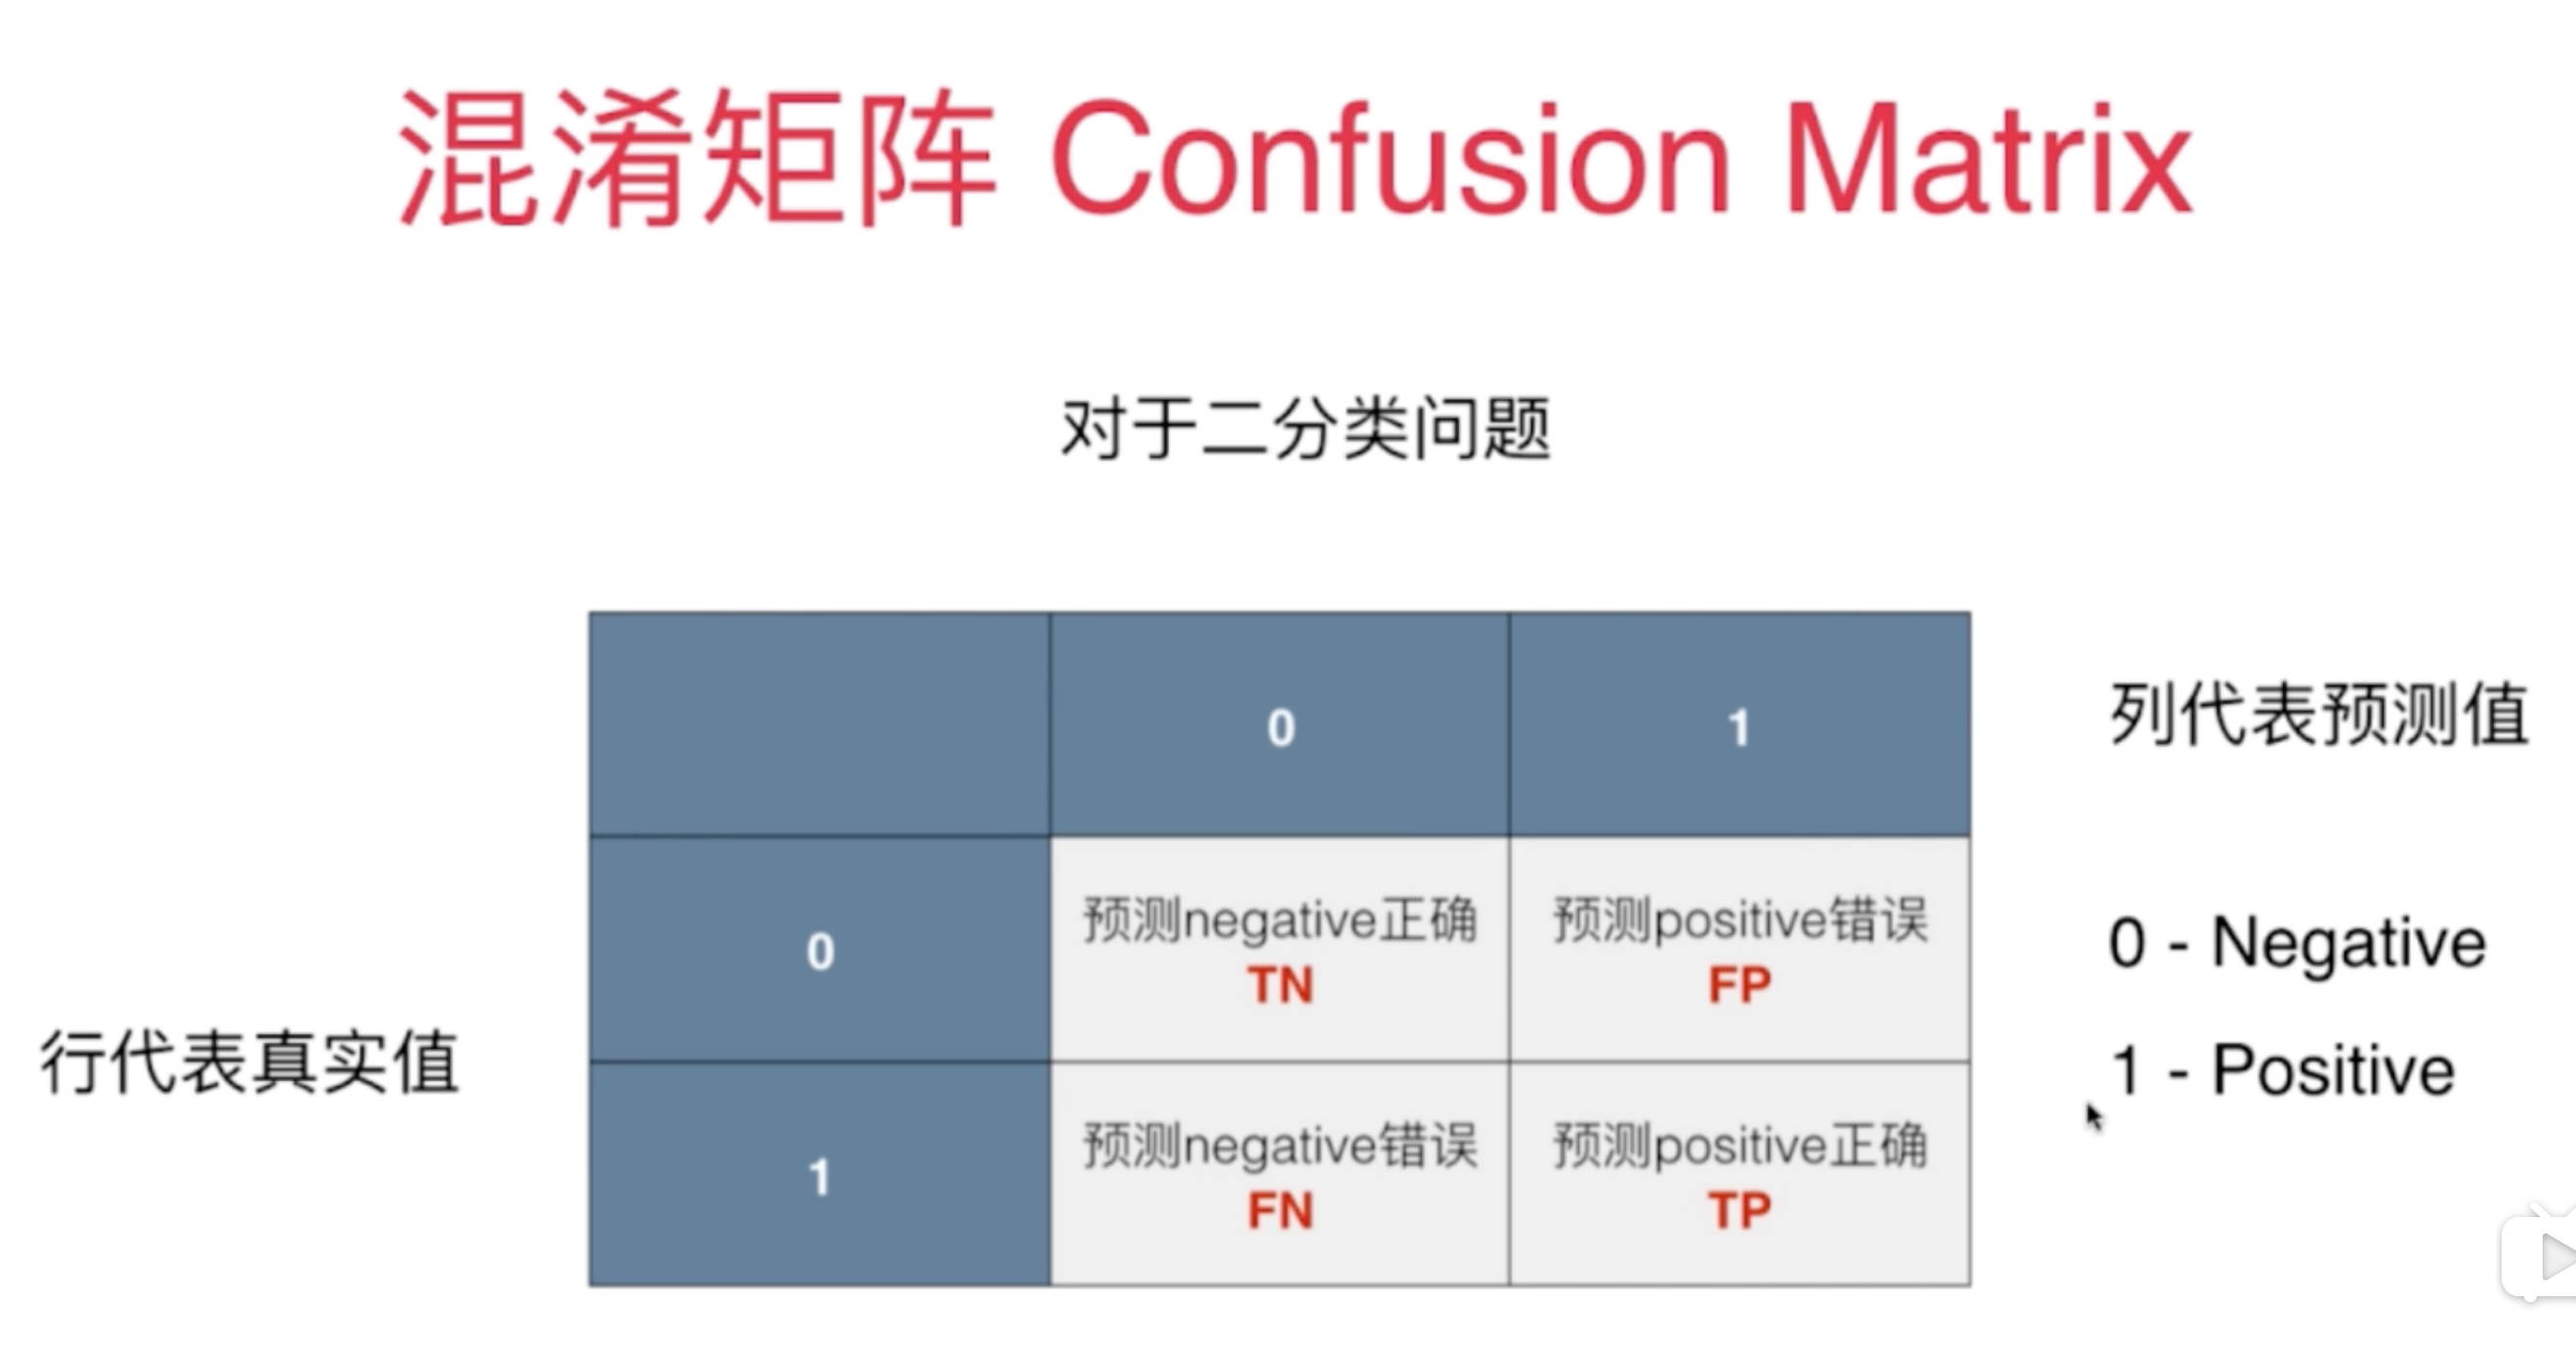 混淆矩阵 Confusion Matrix
对于二分类问题
0 1
列代表预测值
0
预测negative正确
TN
预测positive错误
FP
0 - Negative
行代表真实值
1 - Positive
1
预测negative错误
FN
预测positive正确
TP